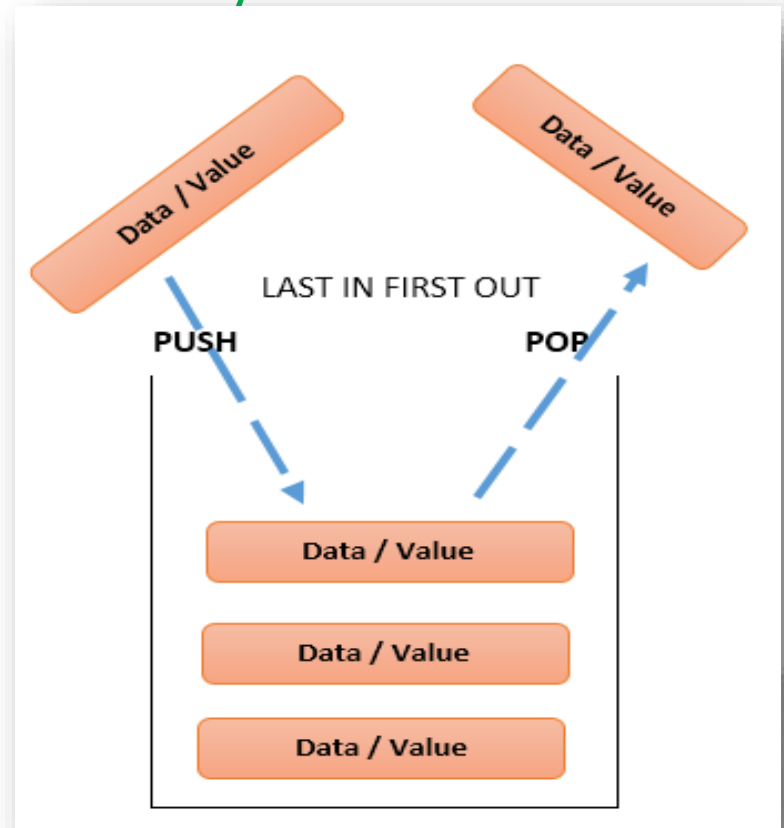 Data / Value
Data / Value
LAST IN FIRST OUT
PUSH
POP
Data / Value
Data / Value
Data / Value